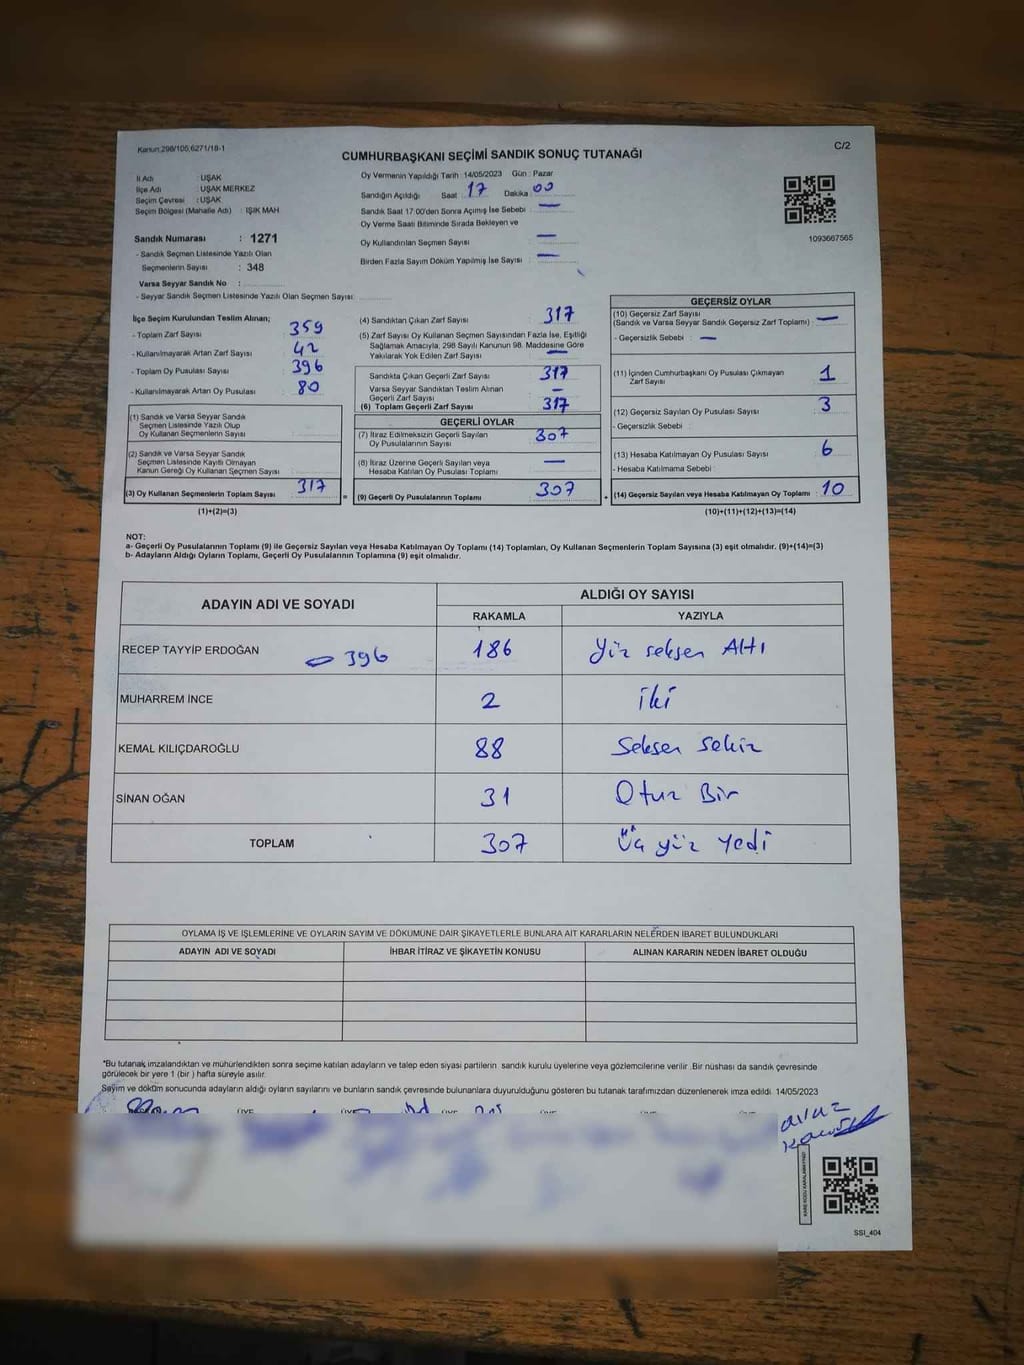 Kanun 298/105,6271/18-1
C/2
CUMHURBAŞKANI SEÇİMİ SANDIK SONUÇ TUTANAĞI
İl Adı : UŞAK
İlçe Adı : UŞAK MERKEZ
Seçim Çevresi : UŞAK
Seçim Bölgesi (Mahalle Adı) : IŞIK MAH
Sandık Numarası : 1271
- Sandık Seçmen Listesinde Yazılı Olan
Seçmenlerin Sayısı : 348
Varsa Seyyar Sandık No :
- Seyyar Sandık Seçmen Listesinde Yazılı Olan Seçmen Sayısı :
Oy Vermenin Yapıldığı Tarih : 14/05/2023 Gün : Pazar
Sandığın Açıldığı Saat 17 Dakika 00
Sandık Saat 17:00'den Sonra Açımış İse Sebebi : —
Oy Verme Saati Bitiminde Sırada Bekleyen ve
Oy Kullandırılan Seçmen Sayısı : —
Birden Fazla Sayım Döküm Yapılmış İse Sayısı : —
1093667565
İlçe Seçim Kurulundan Teslim Alınan;
- Toplam Zarf Sayısı : 359
- Kullanılmayarak Artan Zarf Sayısı : 42
- Toplam Oy Pusulası Sayısı : 396
- Kullanılmayarak Artan Oy Pusulası : 80
(1) Sandık ve Varsa Seyyar Sandık
Seçmen Listesinde Yazılı Olup
Oy Kullanan Seçmenlerin Sayısı :
(2) Sandık ve Varsa Seyyar Sandık
Seçmen Listesinde Kayıtlı Olmayan
Kanun Gereği Oy Kullanan Seçmen Sayısı :
(3) Oy Kullanan Seçmenlerin Toplam Sayısı : 317
(1)+(2)=(3)
(4) Sandıktan Çıkan Zarf Sayısı : 317
(5) Zarf Sayısı Oy Kullanan Seçmen Sayısından Fazla İse, Eşitliği
Sağlamak Amacıyla, 298 Sayılı Kanunun 98. Maddesine Göre
Yakılarak Yok Edilen Zarf Sayısı : —
Sandıkta Çıkan Geçerli Zarf Sayısı : 317
Varsa Seyyar Sandıktan Teslim Alınan
Geçerli Zarf Sayısı : —
(6) Toplam Geçerli Zarf Sayısı : 317
GEÇERLİ OYLAR
(7) İtiraz Edilmeksizin Geçerli Sayılan
Oy Pusulalarının Sayısı : 307
(8) İtiraz Üzerine Geçerli Sayılan veya
Hesaba Katılan Oy Pusulası Toplamı : —
= (9) Geçerli Oy Pusulalarının Toplamı : 307
GEÇERSİZ OYLAR
(10) Geçersiz Zarf Sayısı
(Sandık ve Varsa Seyyar Sandık Geçersiz Zarf Toplamı) : —
- Geçersizlik Sebebi : —
(11) İçinden Cumhurbaşkanı Oy Pusulası Çıkmayan
Zarf Sayısı : 1
(12) Geçersiz Sayılan Oy Pusulası Sayısı : 3
- Geçersizlik Sebebi :
(13) Hesaba Katılmayan Oy Pusulası Sayısı : 6
- Hesaba Katılmama Sebebi :
+ (14) Geçersiz Sayılan veya Hesaba Katılmayan Oy Toplamı : 10
(10)+(11)+(12)+(13)=(14)
NOT:
a- Geçerli Oy Pusulalarının Toplamı (9) ile Geçersiz Sayılan veya Hesaba Katılmayan Oy Toplamı (14) Toplamları, Oy Kullanan Seçmenlerin Toplam Sayısına (3) eşit olmalıdır. (9)+(14)=(3)
b- Adayların Aldığı Oyların Toplamı, Geçerli Oy Pusulalarının Toplamına (9) eşit olmalıdır.
ADAYIN ADI VE SOYADI
ALDIĞI OY SAYISI
RAKAMLA YAZIYLA
RECEP TAYYİP ERDOĞAN 396 186 Yüz seksen Altı
MUHARREM İNCE 2 iki
KEMAL KILIÇDAROĞLU 88 Seksen Sekiz
SİNAN OĞAN 31 Otuz Bir
TOPLAM 307 Üç yüz yedi
OYLAMA İŞ VE İŞLEMLERİNE VE OYLARIN SAYIM VE DÖKÜMÜNE DAİR ŞİKAYETLERLE BUNLARA AİT KARARLARIN NELERDEN İBARET BULUNDUKLARI
ADAYIN ADI VE SOYADI İHBAR İTİRAZ VE ŞİKAYETİN KONUSU ALINAN KARARIN NEDEN İBARET OLDUĞU
*Bu tutanak imzalandıktan ve mühürlendikten sonra seçime katılan adayların ve talep eden siyasi partilerin sandık kurulu üyelerine veya gözlemcilerine verilir. Bir nüshası da sandık çevresinde
görülecek bir yere 1 (bir ) hafta süreyle asılır.
Sayım ve döküm sonucunda adayların aldığı oyların sayılarını ve bunların sandık çevresinde bulunanlara duyurulduğunu gösteren bu tutanak tarafımızdan düzenlenerek imza edildi. 14/05/2023
KARE KODU KARALAMAYINIZ!
SSI_404